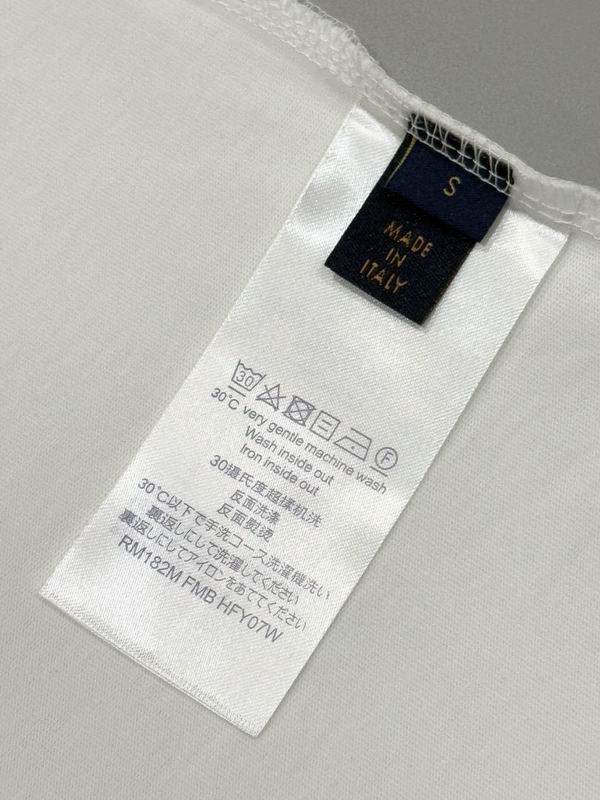 S
MADE
IN
ITALY
30
F
30°C very gentle machine wash
Wash inside out
Iron inside out
30攝氏度超揉机洗
反面洗滌
反面熨烫
30℃以下で手洗コース洗濯機洗い
裏返しにして洗濯してください
裏返しにしてアイロンをあててください
RM182M FMB HFY07W